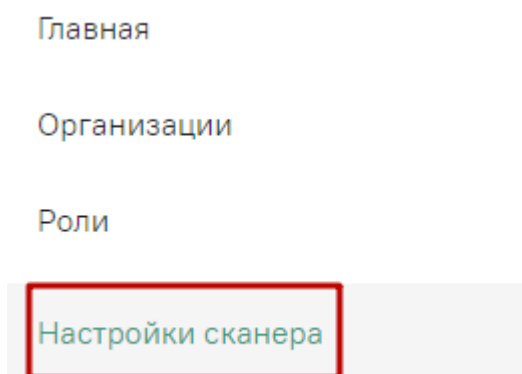 Главная
Организации
Роли
Настройки сканера